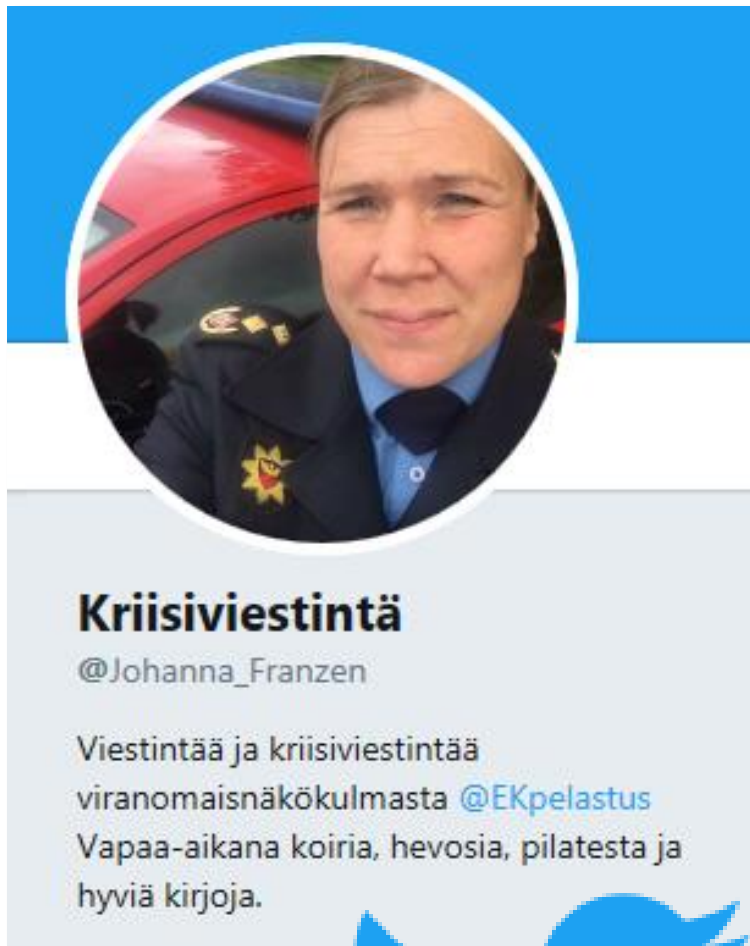 Kriisiviestintä
@Johanna_Franzen
Viestintää ja kriisiviestintää
viranomaisnäkökulmasta @EKpelastus
Vapaa-aikana koiria, hevosia, pilatesta ja
hyviä kirjoja.